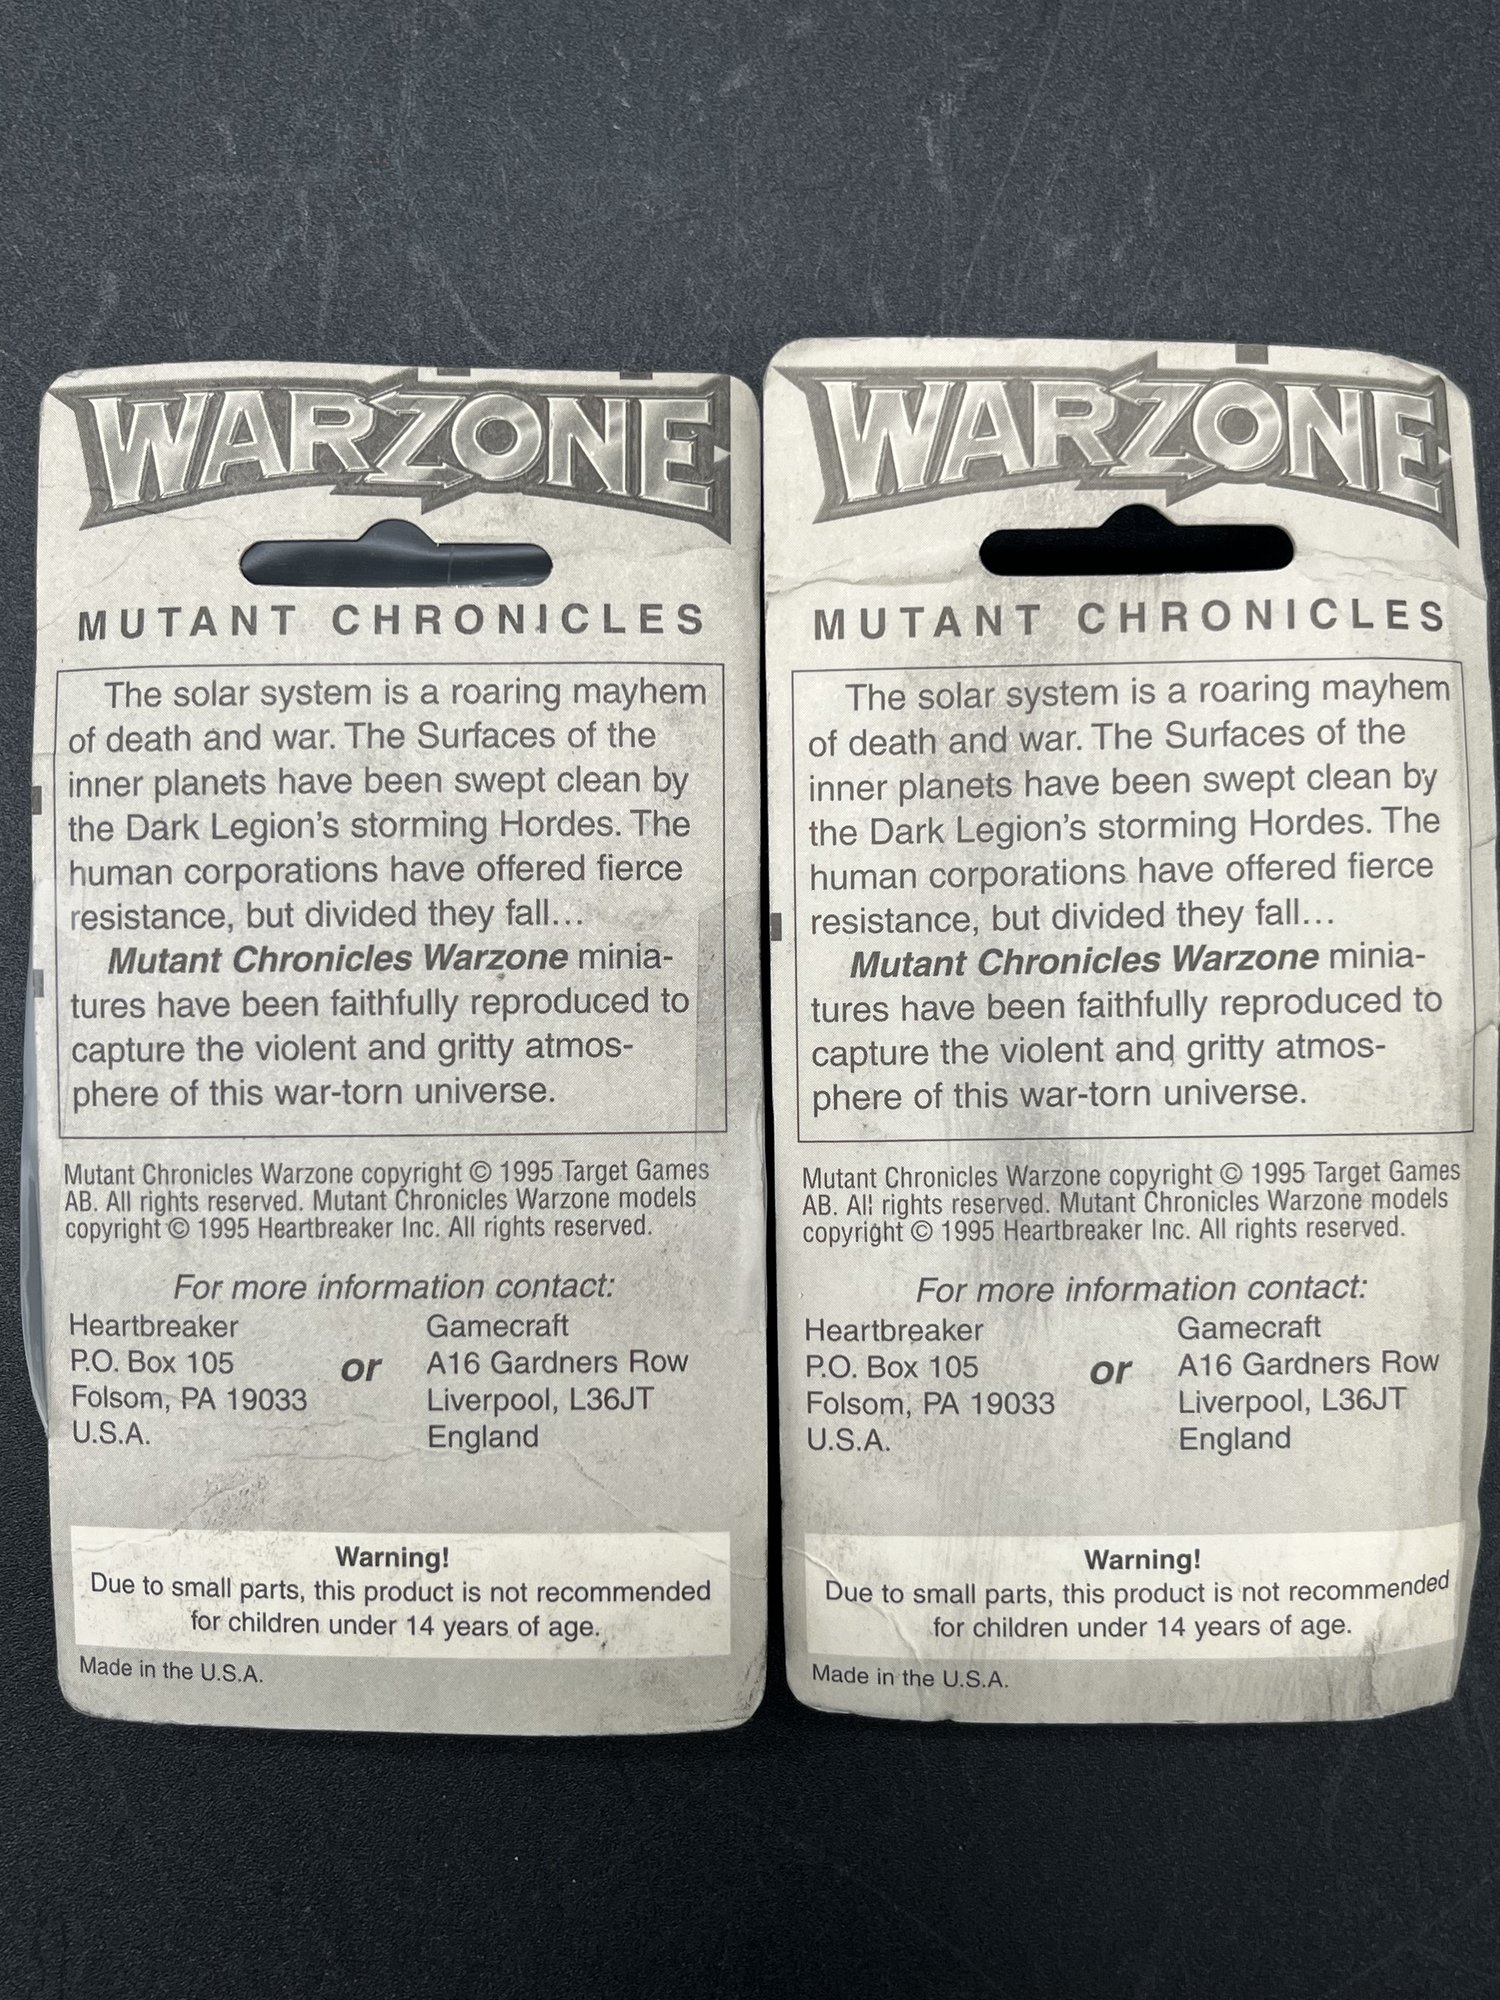 WARZONE
MUTANT CHRONICLES
The solar system is a roaring mayhem
of death and war. The Surfaces of the
inner planets have been swept clean by
the Dark Legion's storming Hordes. The
human corporations have offered fierce
resistance, but divided they fall...
Mutant Chronicles Warzone minia-
tures have been faithfully reproduced to
capture the violent and gritty atmos-
phere of this war-torn universe.
Mutant Chronicles Warzone copyright © 1995 Target Games
AB. All rights reserved. Mutant Chronicles Warzone models
copyright © 1995 Heartbreaker Inc. All rights reserved.
For more information contact:
Heartbreaker
P.O. Box 105
Folsom, PA 19033
U.S.A.
or
Gamecraft
A16 Gardners Row
Liverpool, L36JT
England
Warning!
Due to small parts, this product is not recommended
for children under 14 years of age.
Made in the U.S.A.
WARZONE
MUTANT CHRONICLES
The solar system is a roaring mayhem
of death and war. The Surfaces of the
inner planets have been swept clean by
the Dark Legion's storming Hordes. The
human corporations have offered fierce
resistance, but divided they fall...
Mutant Chronicles Warzone minia-
tures have been faithfully reproduced to
capture the violent and gritty atmos-
phere of this war-torn universe.
Mutant Chronicles Warzone copyright © 1995 Target Games
AB. All rights reserved. Mutant Chronicles Warzone models
copyright © 1995 Heartbreaker Inc. All rights reserved.
For more information contact:
Heartbreaker
P.O. Box 105
Folsom, PA 19033
U.S.A.
or
Gamecraft
A16 Gardners Row
Liverpool, L36JT
England
Warning!
Due to small parts, this product is not recommended
for children under 14 years of age.
Made in the U.S.A.